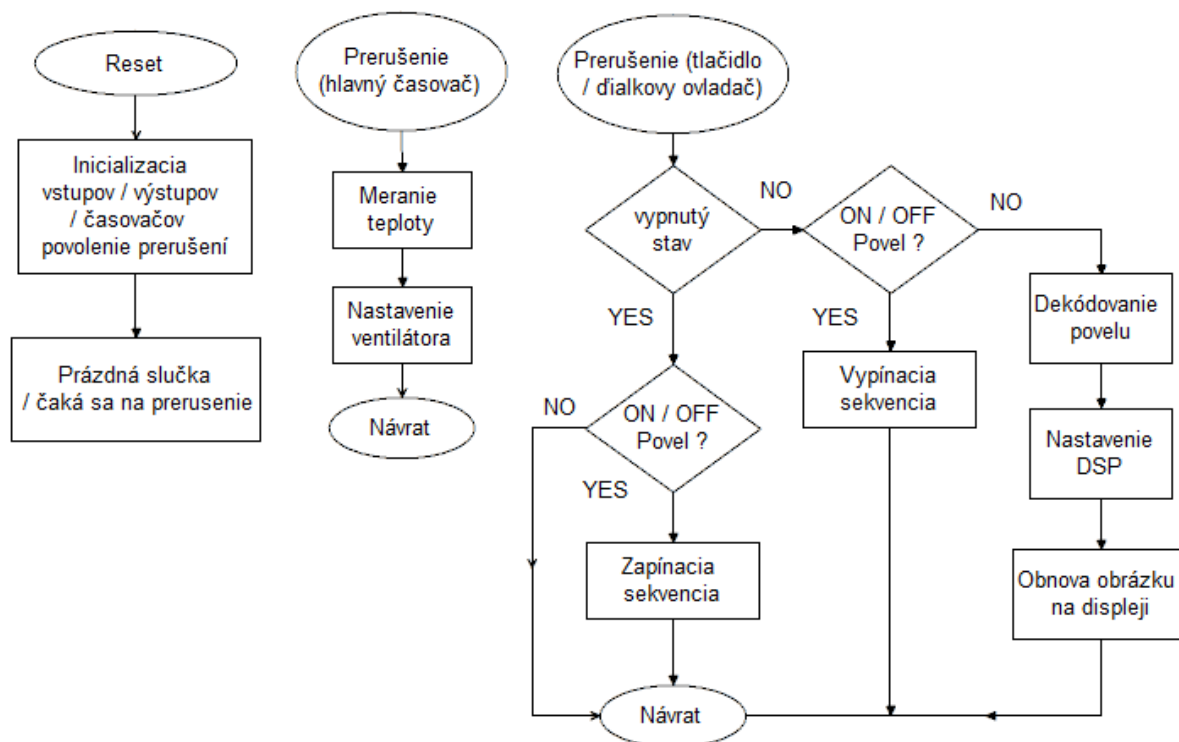 Reset
Inicializacia
vstupov / výstupov
/ časovačov
povolenie prerušení
Prázdná slučka
/ čaká sa na prerusenie
Prerušenie
(hlavný časovač)
Meranie
teploty
Nastavenie
ventilátora
Návrat
Prerušenie (tlačidlo
/ ďialkovy ovladač)
vypnutý
stav
NO
YES
ON / OFF
Povel ?
NO
YES
Zapínacia
sekvencia
Návrat
ON / OFF
Povel ?
NO
YES
Vypínacia
sekvencia
Dekódovanie
povelu
Nastavenie
DSP
Obnova obrázku
na displeji